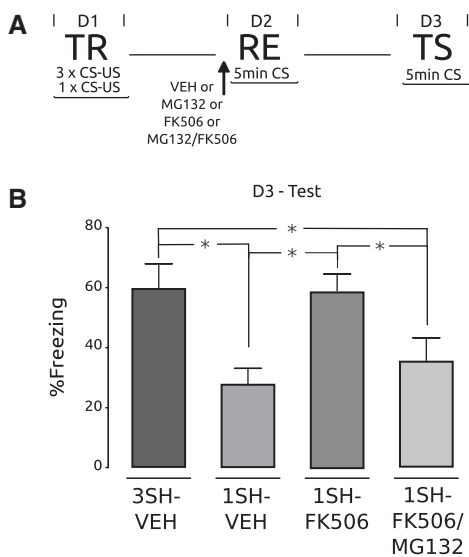 A
D1
D2
D3
TR
RE
TS
3 x CS-US
1 x CS-US
5min CS
5min CS
VEH or
MG132 or
FK506 or
MG132/FK506
B
D3 - Test
%Freezing
80
60
40
20
0
*
*
*
*
3SH-
VEH
1SH-
VEH
1SH-
FK506
1SH-
FK506/
MG132